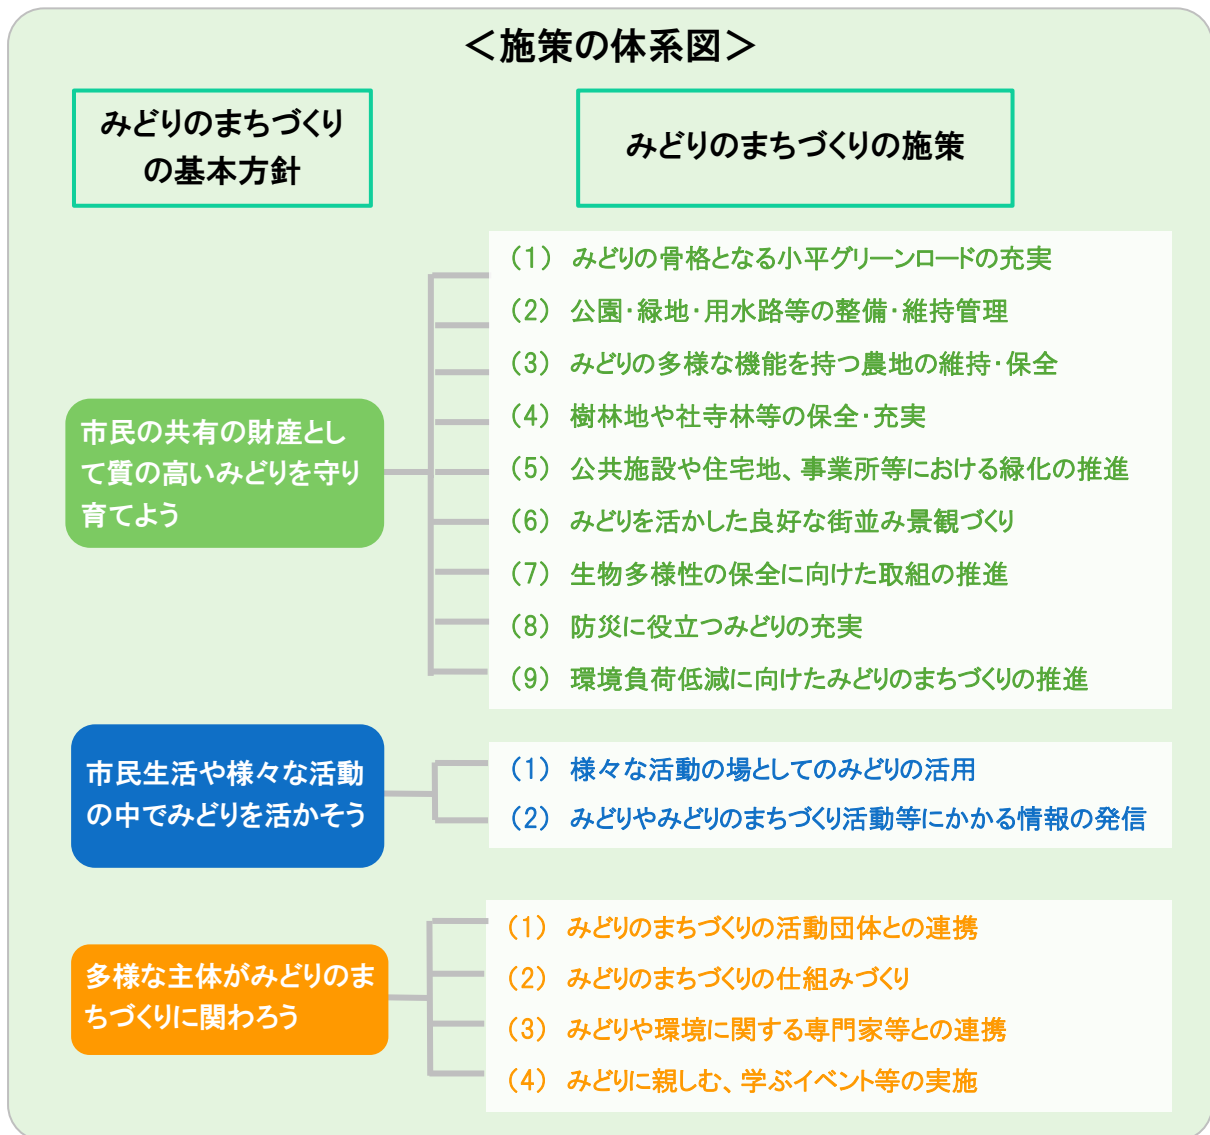 ＜施策の体系図＞
みどりのまちづくり
の基本方針
みどりのまちづくりの施策
市民の共有の財産とし
て質の高いみどりを守り
育てよう
（1） みどりの骨格となる小平グリーンロードの充実
（2） 公園・緑地・用水路等の整備・維持管理
（3） みどりの多様な機能を持つ農地の維持・保全
（4） 樹林地や社寺林等の保全・充実
（5） 公共施設や住宅地、事業所等における緑化の推進
（6） みどりを活かした良好な街並み景観づくり
（7） 生物多様性の保全に向けた取組の推進
（8） 防災に役立つみどりの充実
（9） 環境負荷低減に向けたみどりのまちづくりの推進
市民生活や様々な活動
の中でみどりを活かそう
（1） 様々な活動の場としてのみどりの活用
（2） みどりやみどりのまちづくり活動等にかかる情報の発信
多様な主体がみどりのま
ちづくりに関わろう
（1） みどりのまちづくりの活動団体との連携
（2） みどりのまちづくりの仕組みづくり
（3） みどりや環境に関する専門家等との連携
（4） みどりに親しむ、学ぶイベント等の実施